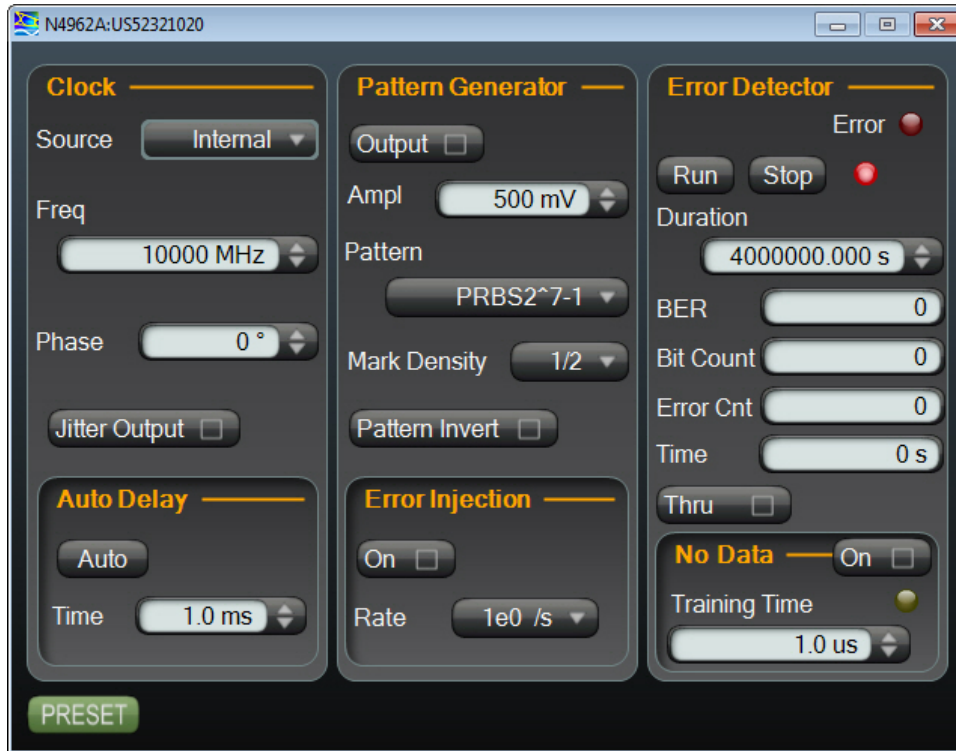 N4962A:US52321020
Clock
Source Internal
Freq
10000 MHz
Phase 0 °
Jitter Output
Auto Delay
Auto
Time 1.0 ms
Pattern Generator
Output
Ampl 500 mV
Pattern
PRBS2^7-1
Mark Density 1/2
Pattern Invert
Error Injection
On
Rate 1e0 /s
Error Detector
Error
Run Stop
Duration
4000000.000 s
BER 0
Bit Count 0
Error Cnt 0
Time 0 s
Thru
No Data On
Training Time
1.0 us
PRESET